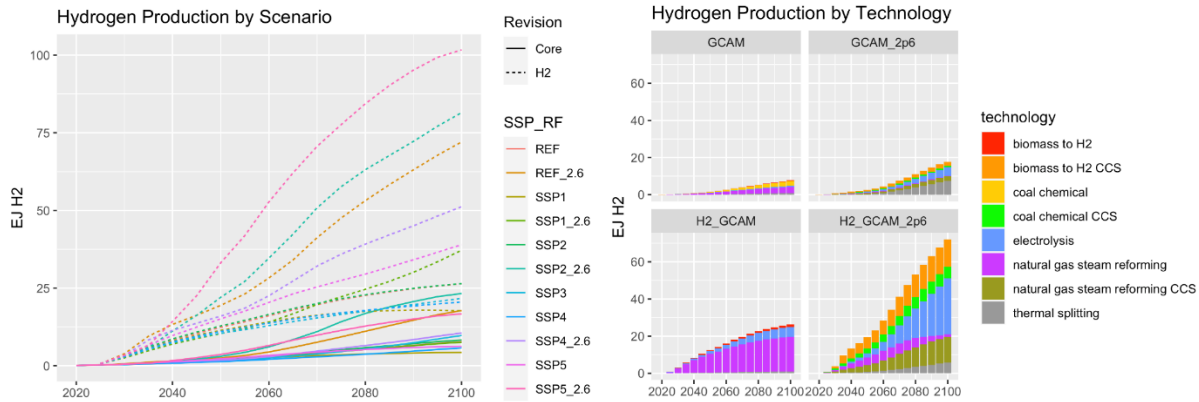 Hydrogen Production by Scenario
100
75
50
25
0
EJ H2
2020 2040 2060 2080 2100
Revision
Core
H2
SSP_RF
REF
REF_2.6
SSP1
SSP1_2.6
SSP2
SSP2_2.6
SSP3
SSP4
SSP4_2.6
SSP5
SSP5_2.6
Hydrogen Production by Technology
GCAM GCAM_2p6
60
40
20
0
EJ H2
H2_GCAM H2_GCAM_2p6
60
40
20
0
2020 2040 2060 2080 2100 2020 2040 2060 2080 2100
technology
biomass to H2
biomass to H2 CCS
coal chemical
coal chemical CCS
electrolysis
natural gas steam reforming
natural gas steam reforming CCS
thermal splitting